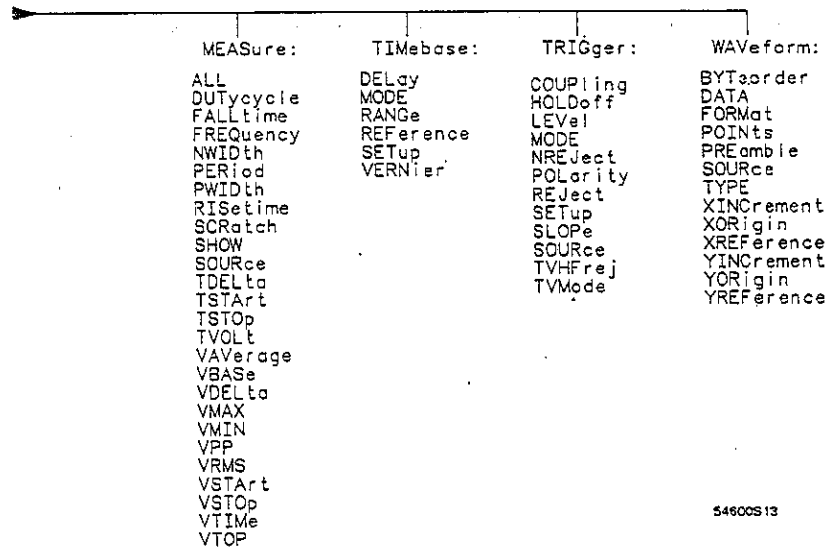 MEASure:
ALL
DUTycycle
FALLtime
FREQuency
NWIDth
PERiod
PWIDth
RISetime
SCRatch
SHOW
SOURce
TDELta
TSTArt
TSTOp
TVOLt
VAVerage
VBASe
VDELta
VMAX
VMIN
VPP
VRMS
VSTArt
VSTOp
VTIMe
VTOP
TIMebase:
DELay
MODE
RANGe
REFerence
SETup
VERNier
TRIGger:
COUPling
HOLDoff
LEVel
MODE
NREJect
POLarity
REJect
SETup
SLOPe
SOURce
TVHFrej
TVMode
WAVeform:
BYTeorder
DATA
FORMat
POINts
PREamble
SOURce
TYPE
XINCrement
XORigin
XREFerence
YINCrement
YORigin
YREFerence
54600S13